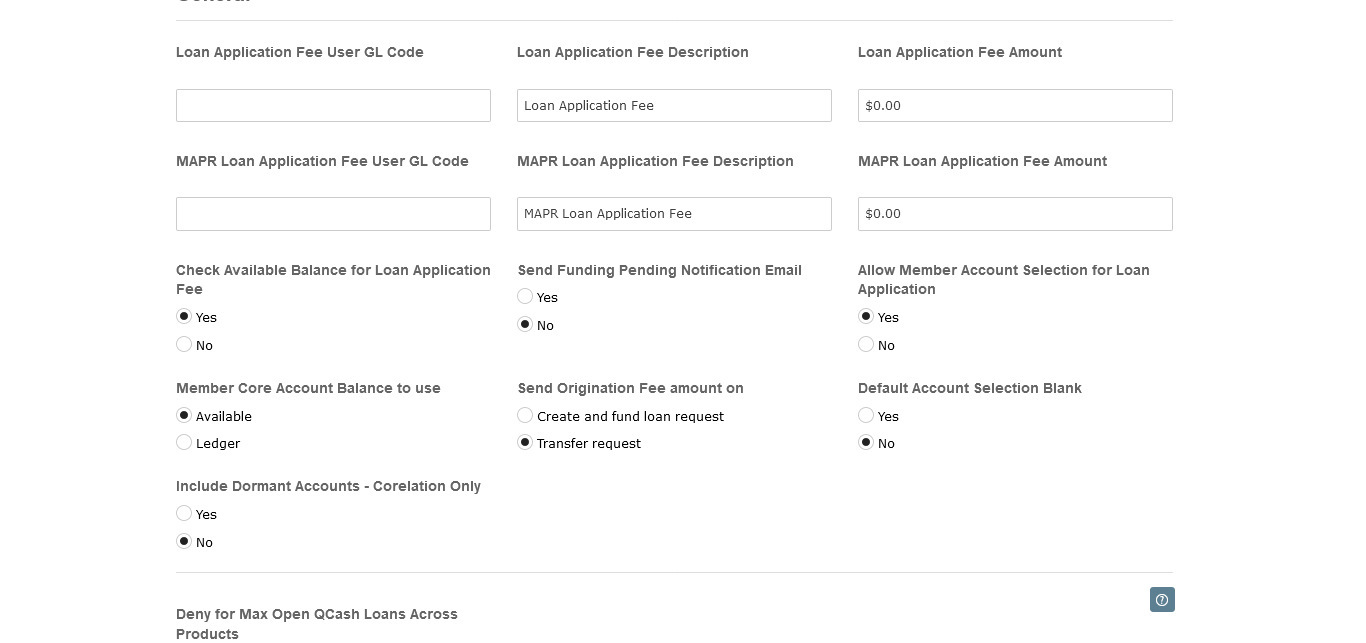 General
Loan Application Fee User GL Code
Loan Application Fee Description
Loan Application Fee Amount
Loan Application Fee
$0.00
MAPR Loan Application Fee User GL Code
MAPR Loan Application Fee Description
MAPR Loan Application Fee Amount
MAPR Loan Application Fee
$0.00
Check Available Balance for Loan Application
Fee
Yes
No
Send Funding Pending Notification Email
Yes
No
Allow Member Account Selection for Loan
Application
Yes
No
Member Core Account Balance to use
Available
Ledger
Send Origination Fee amount on
Create and fund loan request
Transfer request
Default Account Selection Blank
Yes
No
Include Dormant Accounts - Corelation Only
Yes
No
?
Deny for Max Open QCash Loans Across
Products